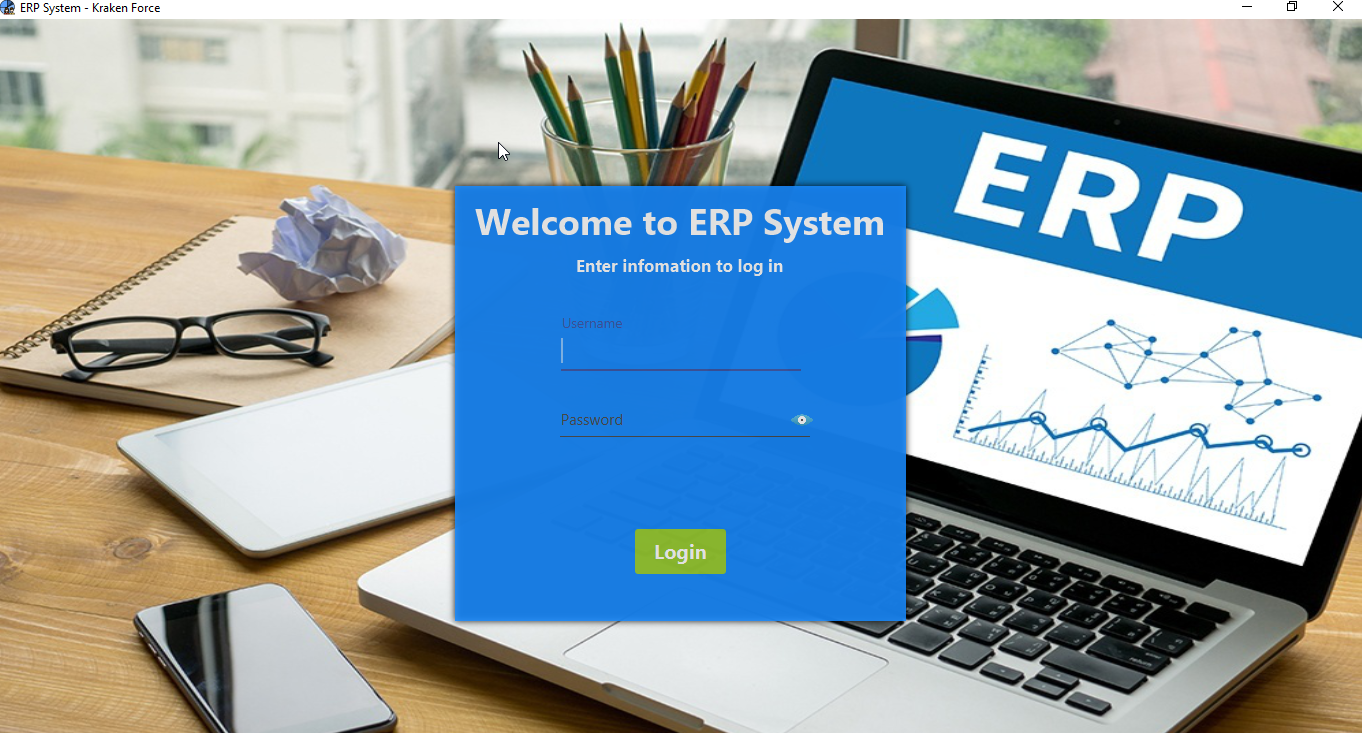 ERP System - Kraken Force
ERP
Welcome to ERP System
Enter infomation to log in
Username
Password
Login